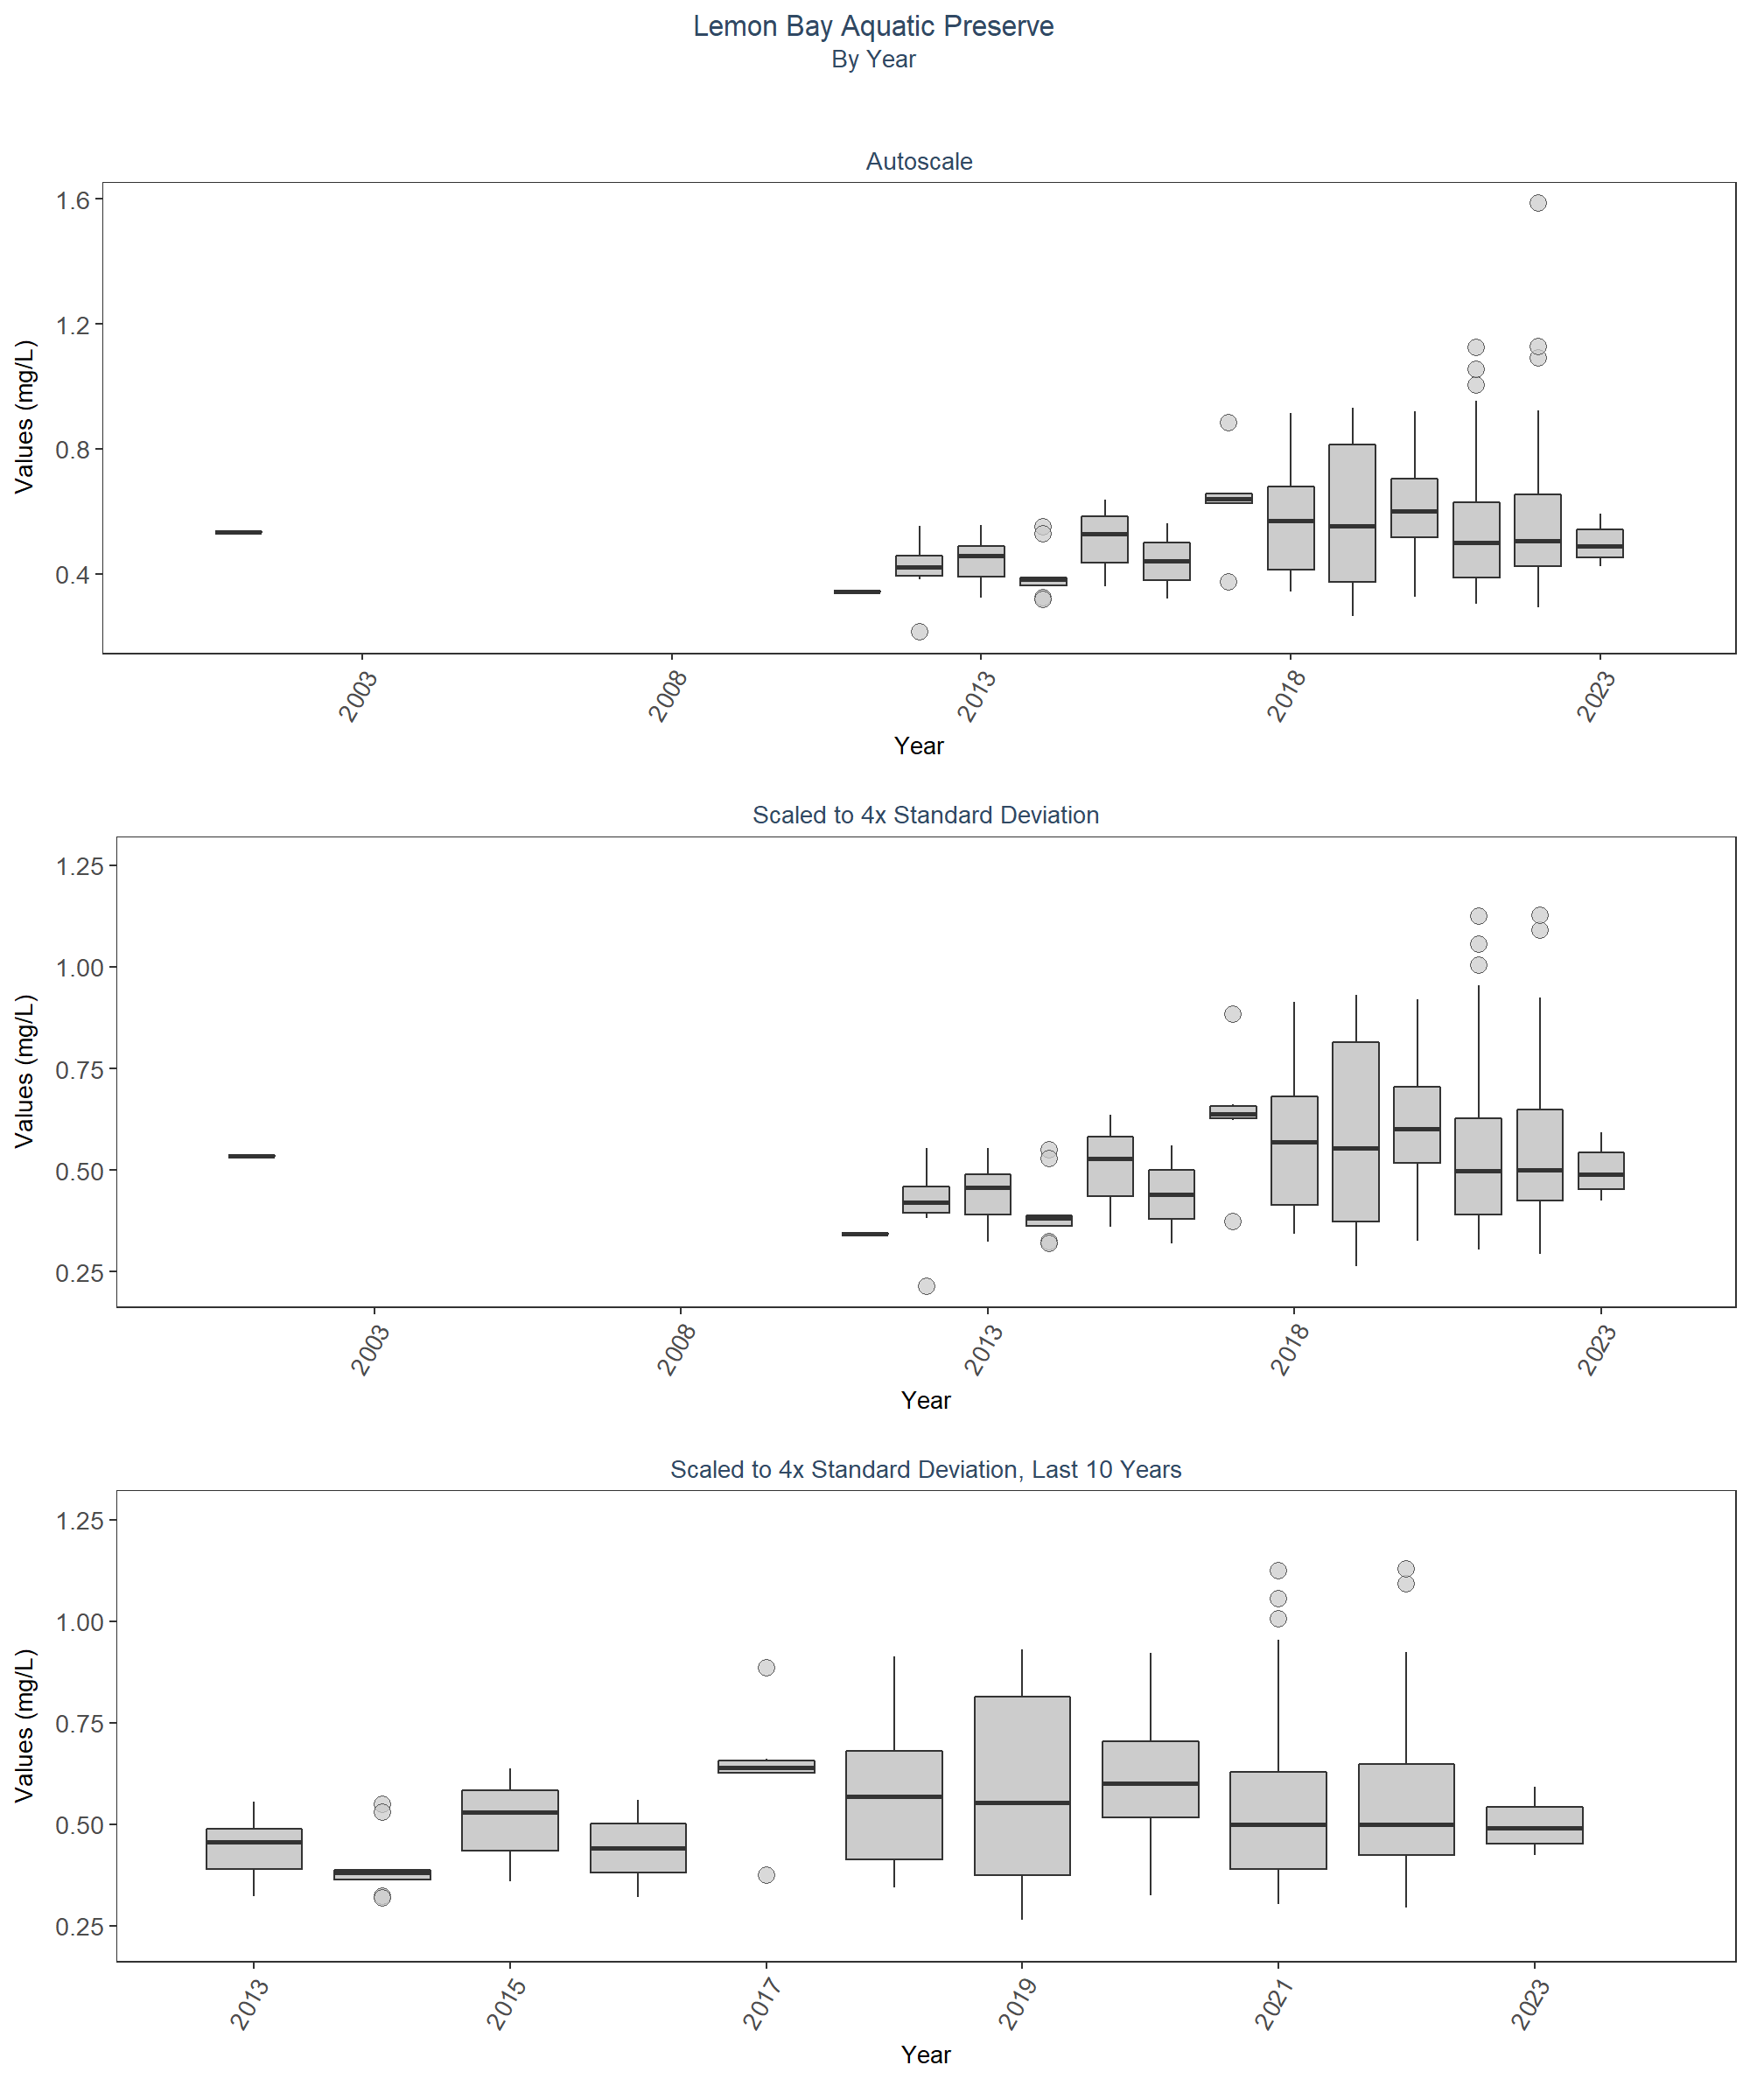 Lemon Bay Aquatic Preserve
By Year
Autoscale
Values (mg/L)
1.6
1.2
0.8
0.4
2003 2008 2013 2018 2023
Year
Scaled to 4x Standard Deviation
Values (mg/L)
1.25
1.00
0.75
0.50
0.25
2003 2008 2013 2018 2023
Year
Scaled to 4x Standard Deviation, Last 10 Years
Values (mg/L)
1.25
1.00
0.75
0.50
0.25
2013 2015 2017 2019 2021 2023
Year